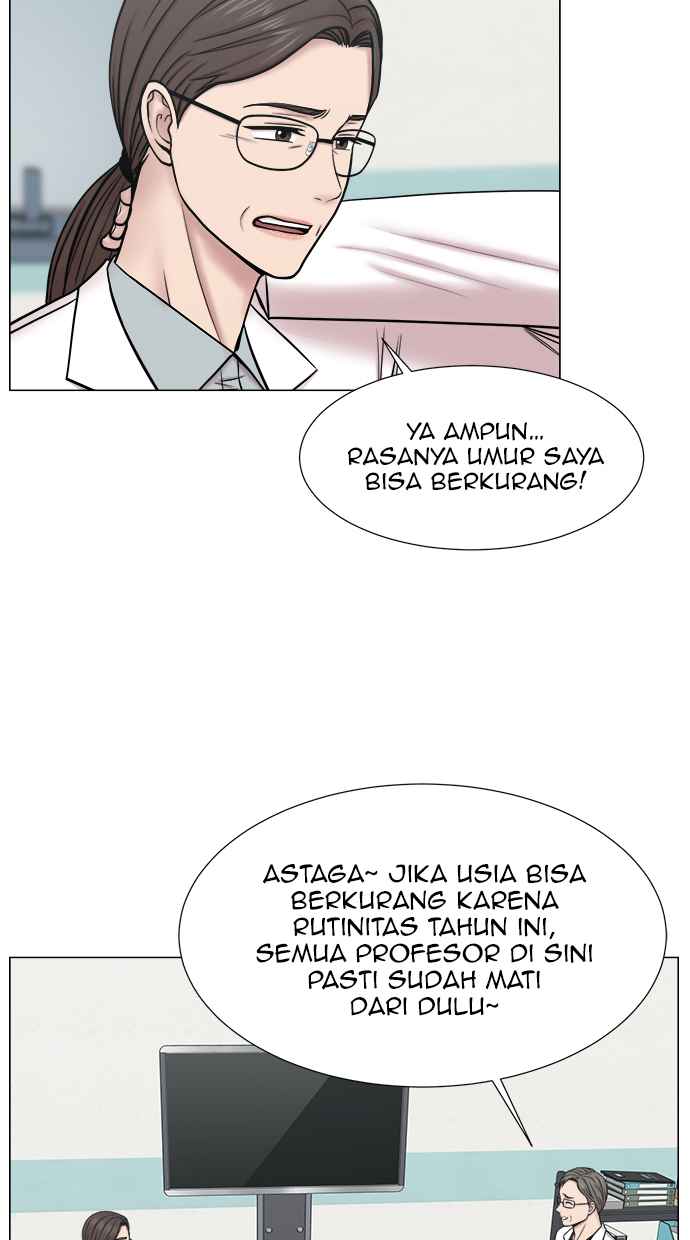 YA AMPUN...
RASANYA UMUR SAYA
BISA BERKURANG!
ASTAGA~ JIKA USIA BISA
BERKURANG KARENA
RUTINITAS TAHUN INI,
SEMUA PROFESOR DI SINI
PASTI SUDAH MATI
DARI DULU~